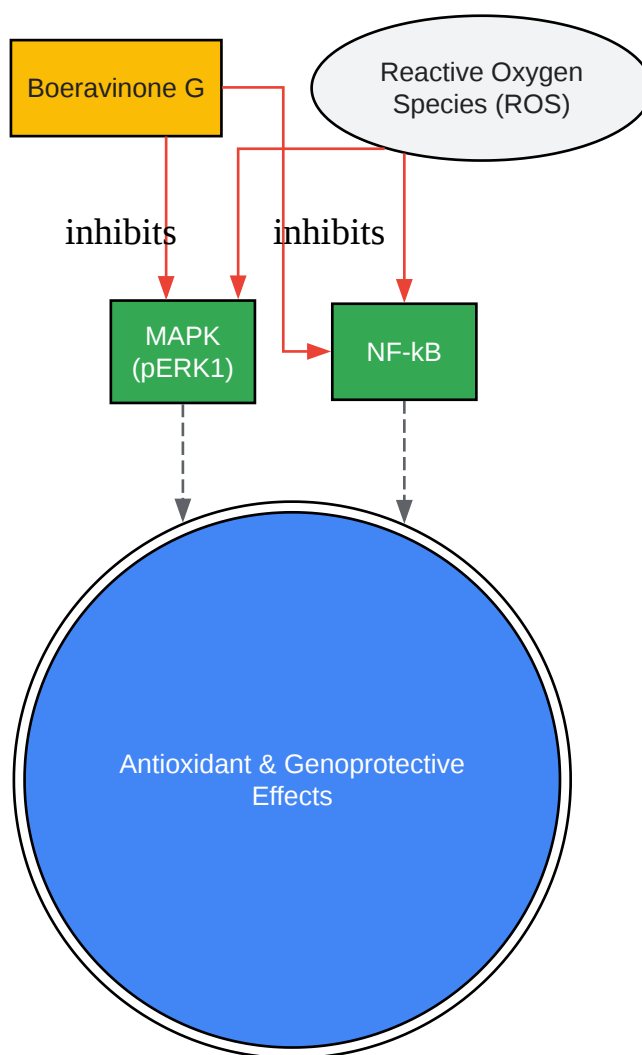 Boeravinone G
Reactive Oxygen
Species (ROS)
inhibits
inhibits
MAPK
(pERK1)
NF-kB
Antioxidant & Genoprotective
Effects